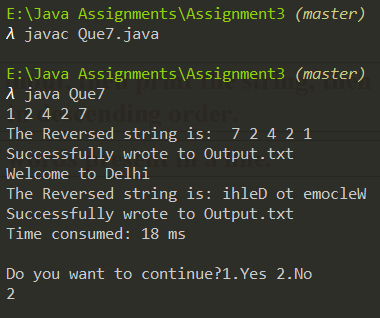 E:\Java Assignments\Assignment3 (master)
λ javac Que7.java
E:\Java Assignments\Assignment3 (master)
λ java Que7
1 2 4 2 7
The Reversed string is:  7 2 4 2 1
Successfully wrote to Output.txt
Welcome to Delhi
The Reversed string is: ihleD ot emocleW
Successfully wrote to Output.txt
Time consumed: 18 ms
Do you want to continue?1.Yes 2.No
2